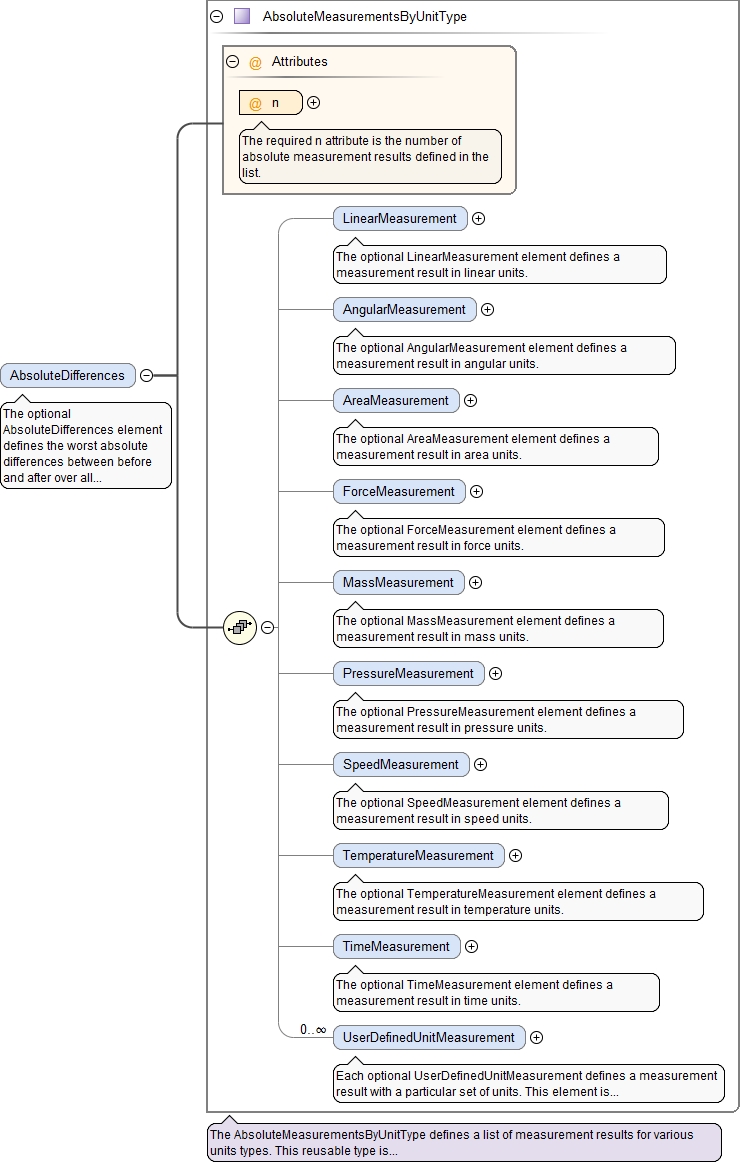 AbsoluteMeasurementsByUnitType
@ Attributes
@ n
The required n attribute is the number of
absolute measurement results defined in the
list.
LinearMeasurement
The optional LinearMeasurement element defines a
measurement result in linear units.
AngularMeasurement
The optional AngularMeasurement element defines a
measurement result in angular units.
AbsoluteDifferences
The optional
AbsoluteDifferences element
defines the worst absolute
differences between before
and after over all...
AreaMeasurement
The optional AreaMeasurement element defines a
measurement result in area units.
ForceMeasurement
The optional ForceMeasurement element defines a
measurement result in force units.
MassMeasurement
The optional MassMeasurement element defines a
measurement result in mass units.
PressureMeasurement
The optional PressureMeasurement element defines a
measurement result in pressure units.
SpeedMeasurement
The optional SpeedMeasurement element defines a
measurement result in speed units.
TemperatureMeasurement
The optional TemperatureMeasurement element defines a
measurement result in temperature units.
TimeMeasurement
The optional TimeMeasurement element defines a
measurement result in time units.
0..∞
UserDefinedUnitMeasurement
Each optional UserDefinedUnitMeasurement defines a measurement
result with a particular set of units. This element is...
The AbsoluteMeasurementsByUnitType defines a list of measurement results for various
units types. This reusable type is...